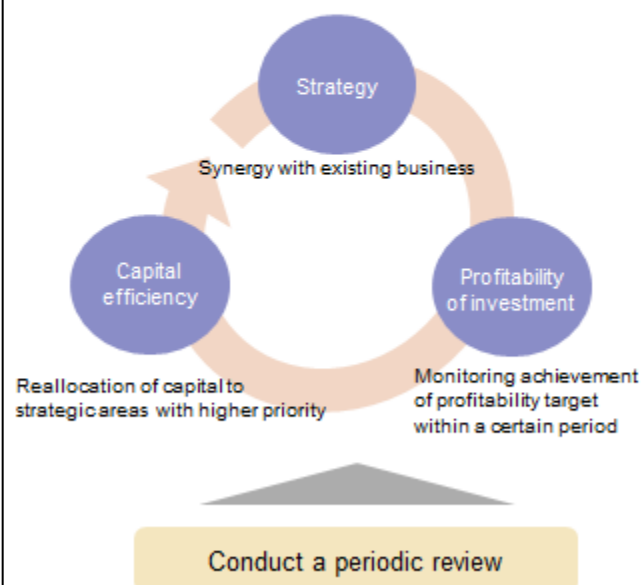 Strategy
Synergy with existing business
Capital
efficiency
Profitability
of investment
Reallocation of capital to
strategic areas with higher priority
Monitoring achievement
of profitability target
within a certain period
Conduct a periodic review